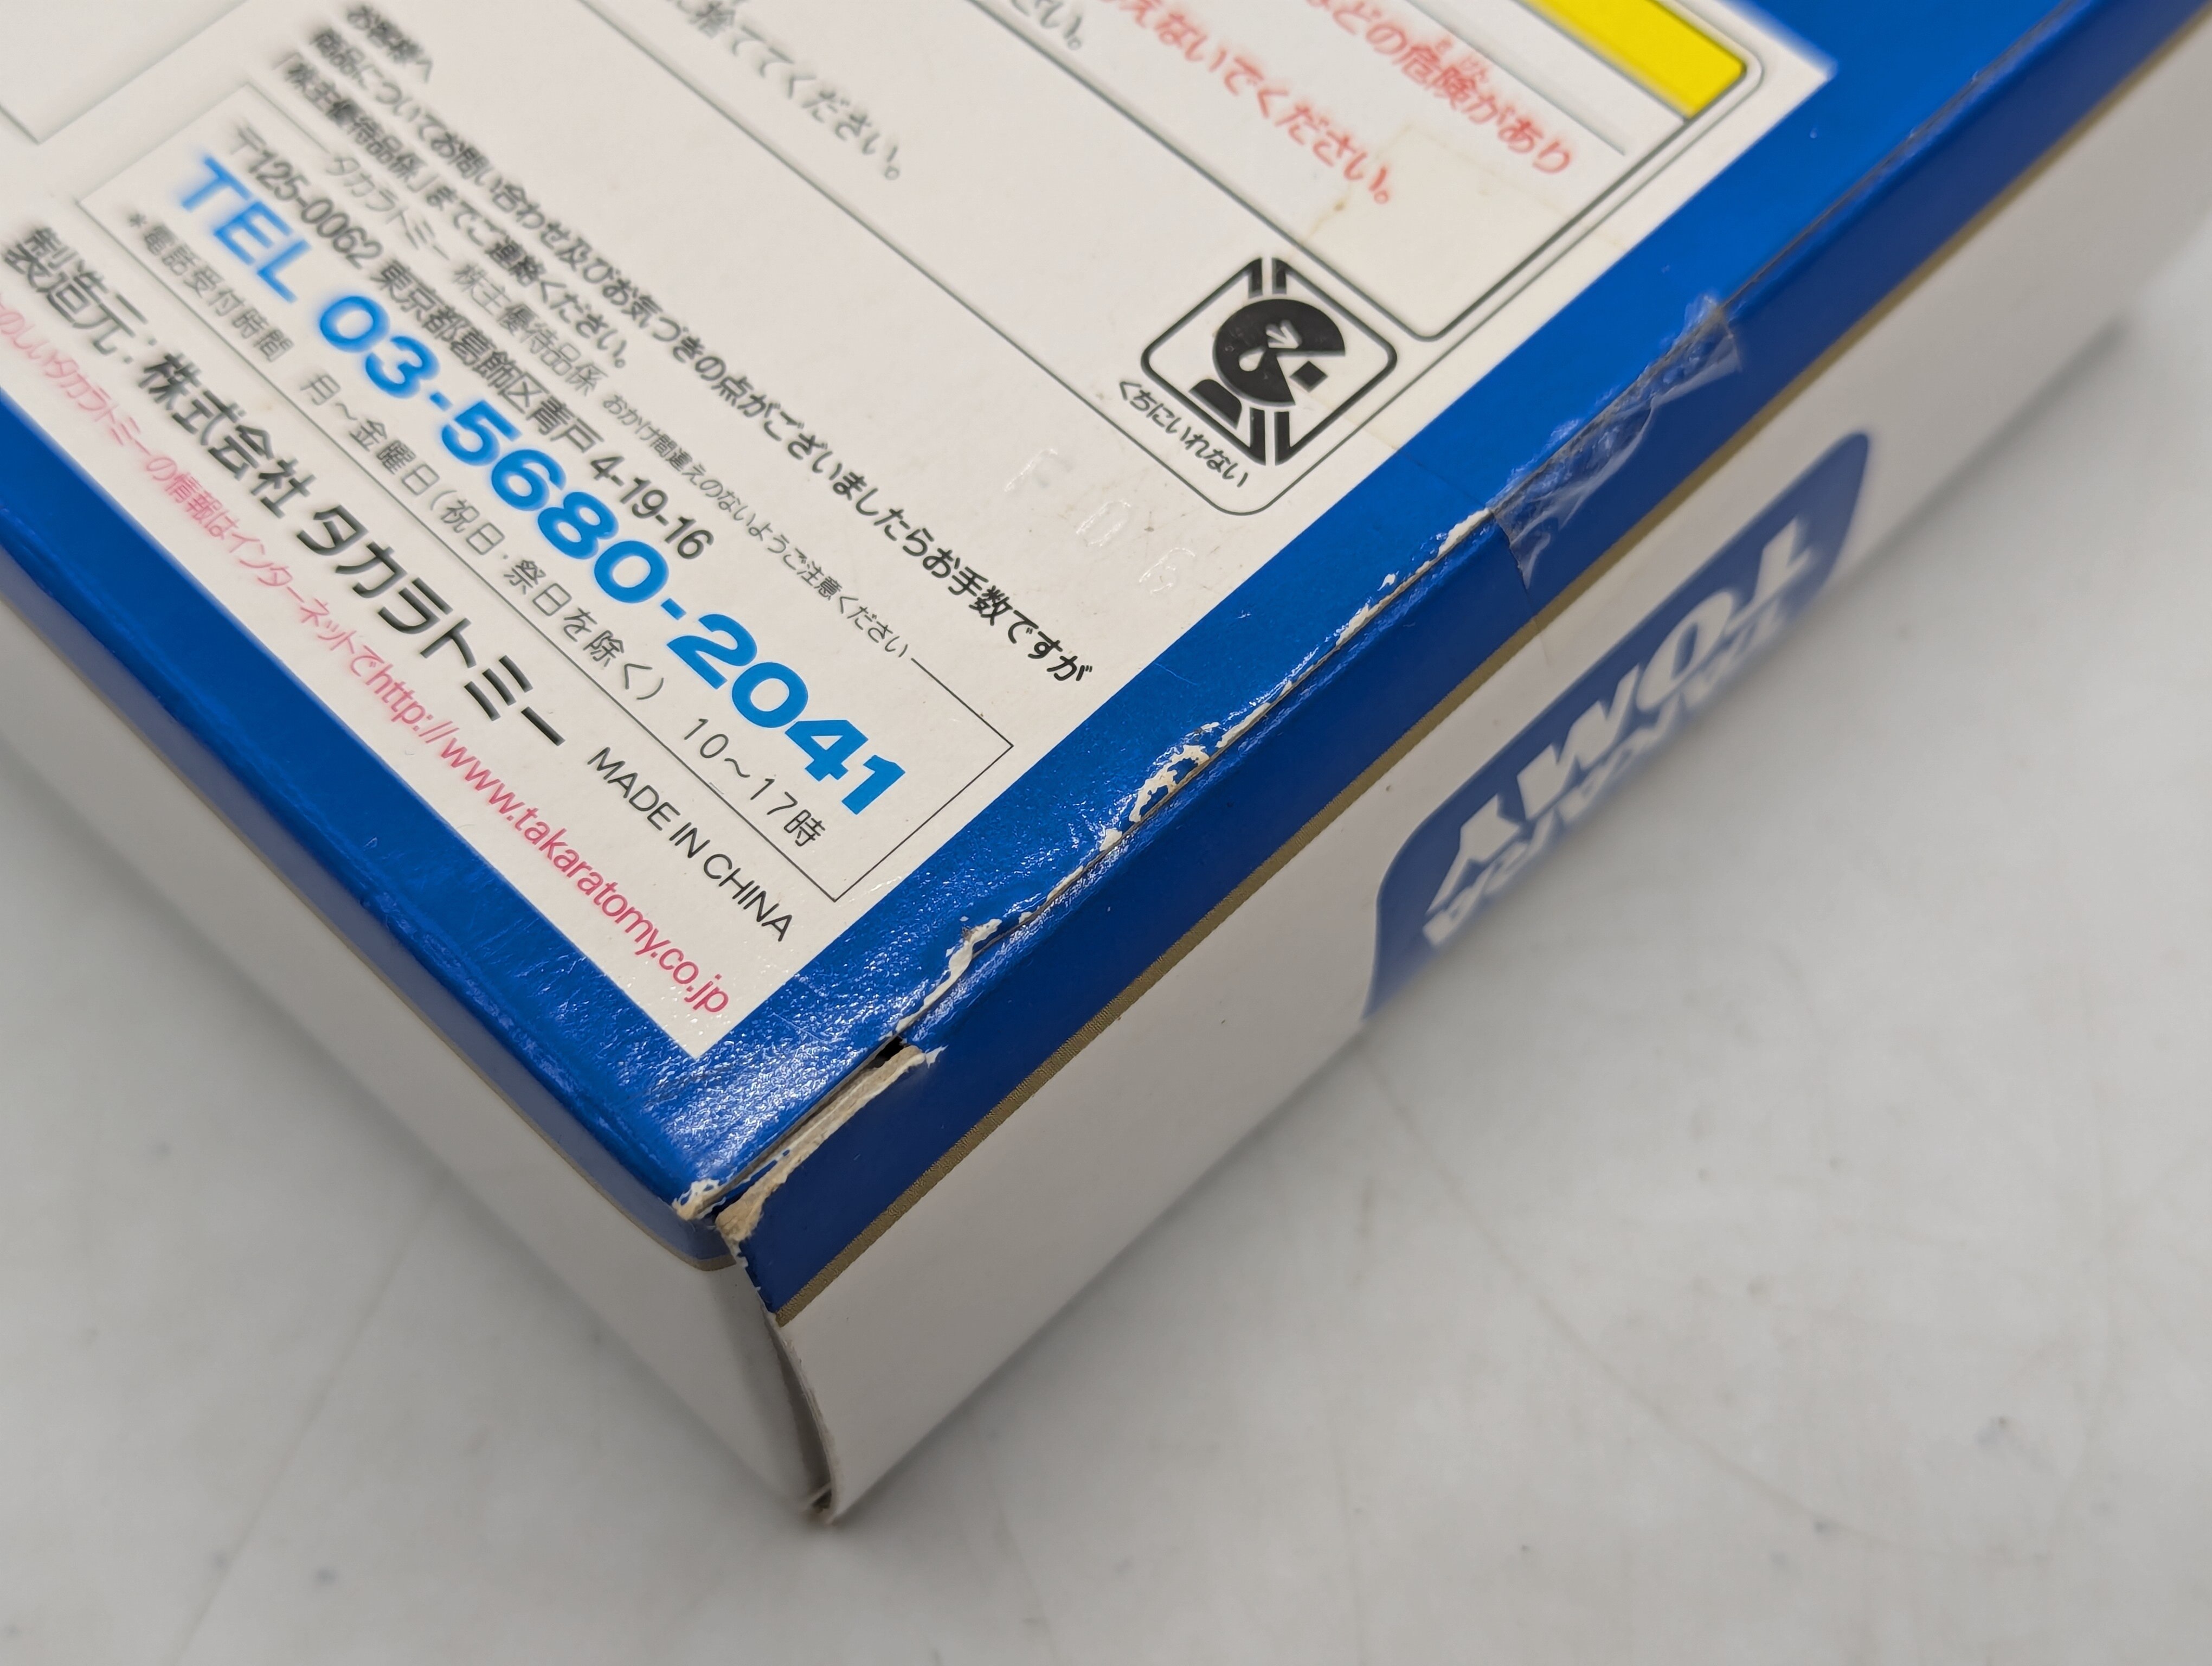 などの危険があり
えないでください。
さい。
捨ててください。
くちにいれない
お客様へ
商品についてお問い合わせ及びお気づきの点がございましたらお手数ですが
「株主優待品係」までご連絡ください。
タカラトミー 株主優待品係 おかけ間違えのないようご注意ください
〒125-0062 東京都葛飾区青戸4-19-16
TEL 03-5680-2041
*電話受付時間 月～金曜日(祝日・祭日を除く) 10～17時
製造元:株式会社タカラトミー MADE IN CHINA
たのしいタカラトミーの情報はインターネットでhttp://www.takaratomy.co.jp
F 0 9
TAKARA
TOMY